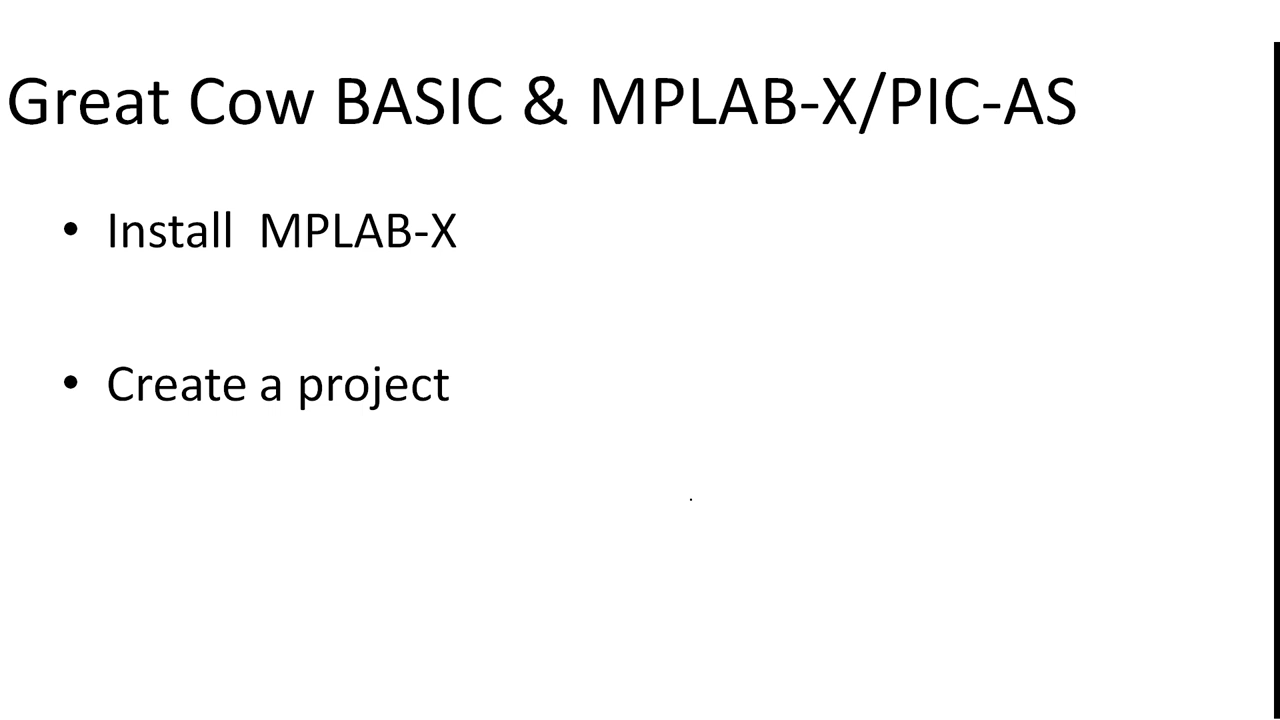 Great Cow BASIC & MPLAB-X/PIC-AS
• Install  MPLAB-X
• Create a project